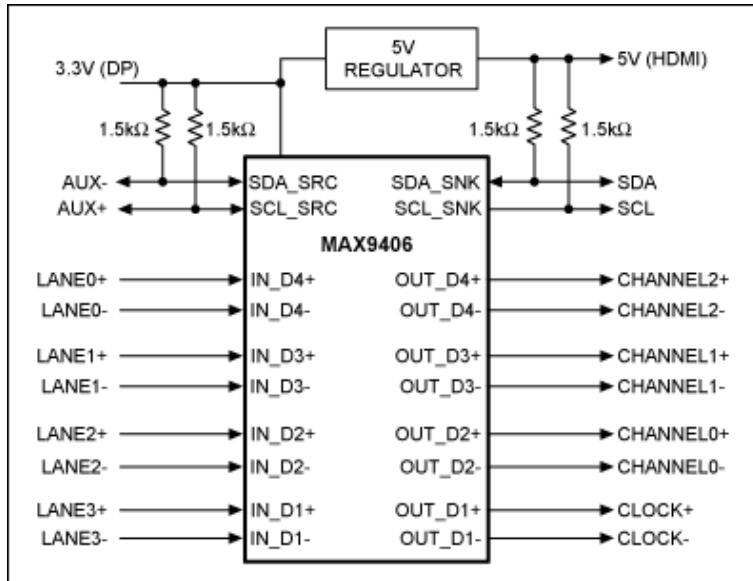 5V
REGULATOR
3.3V (DP)
5V (HDMI)
1.5kΩ 1.5kΩ 1.5kΩ 1.5kΩ
AUX- SDA_SRC SDA_SNK SDA
AUX+ SCL_SRC SCL_SNK SCL
MAX9406
LANE0+ IN_D4+ OUT_D4+ CHANNEL2+
LANE0- IN_D4- OUT_D4- CHANNEL2-
LANE1+ IN_D3+ OUT_D3+ CHANNEL1+
LANE1- IN_D3- OUT_D3- CHANNEL1-
LANE2+ IN_D2+ OUT_D2+ CHANNEL0+
LANE2- IN_D2- OUT_D2- CHANNEL0-
LANE3+ IN_D1+ OUT_D1+ CLOCK+
LANE3- IN_D1- OUT_D1- CLOCK-